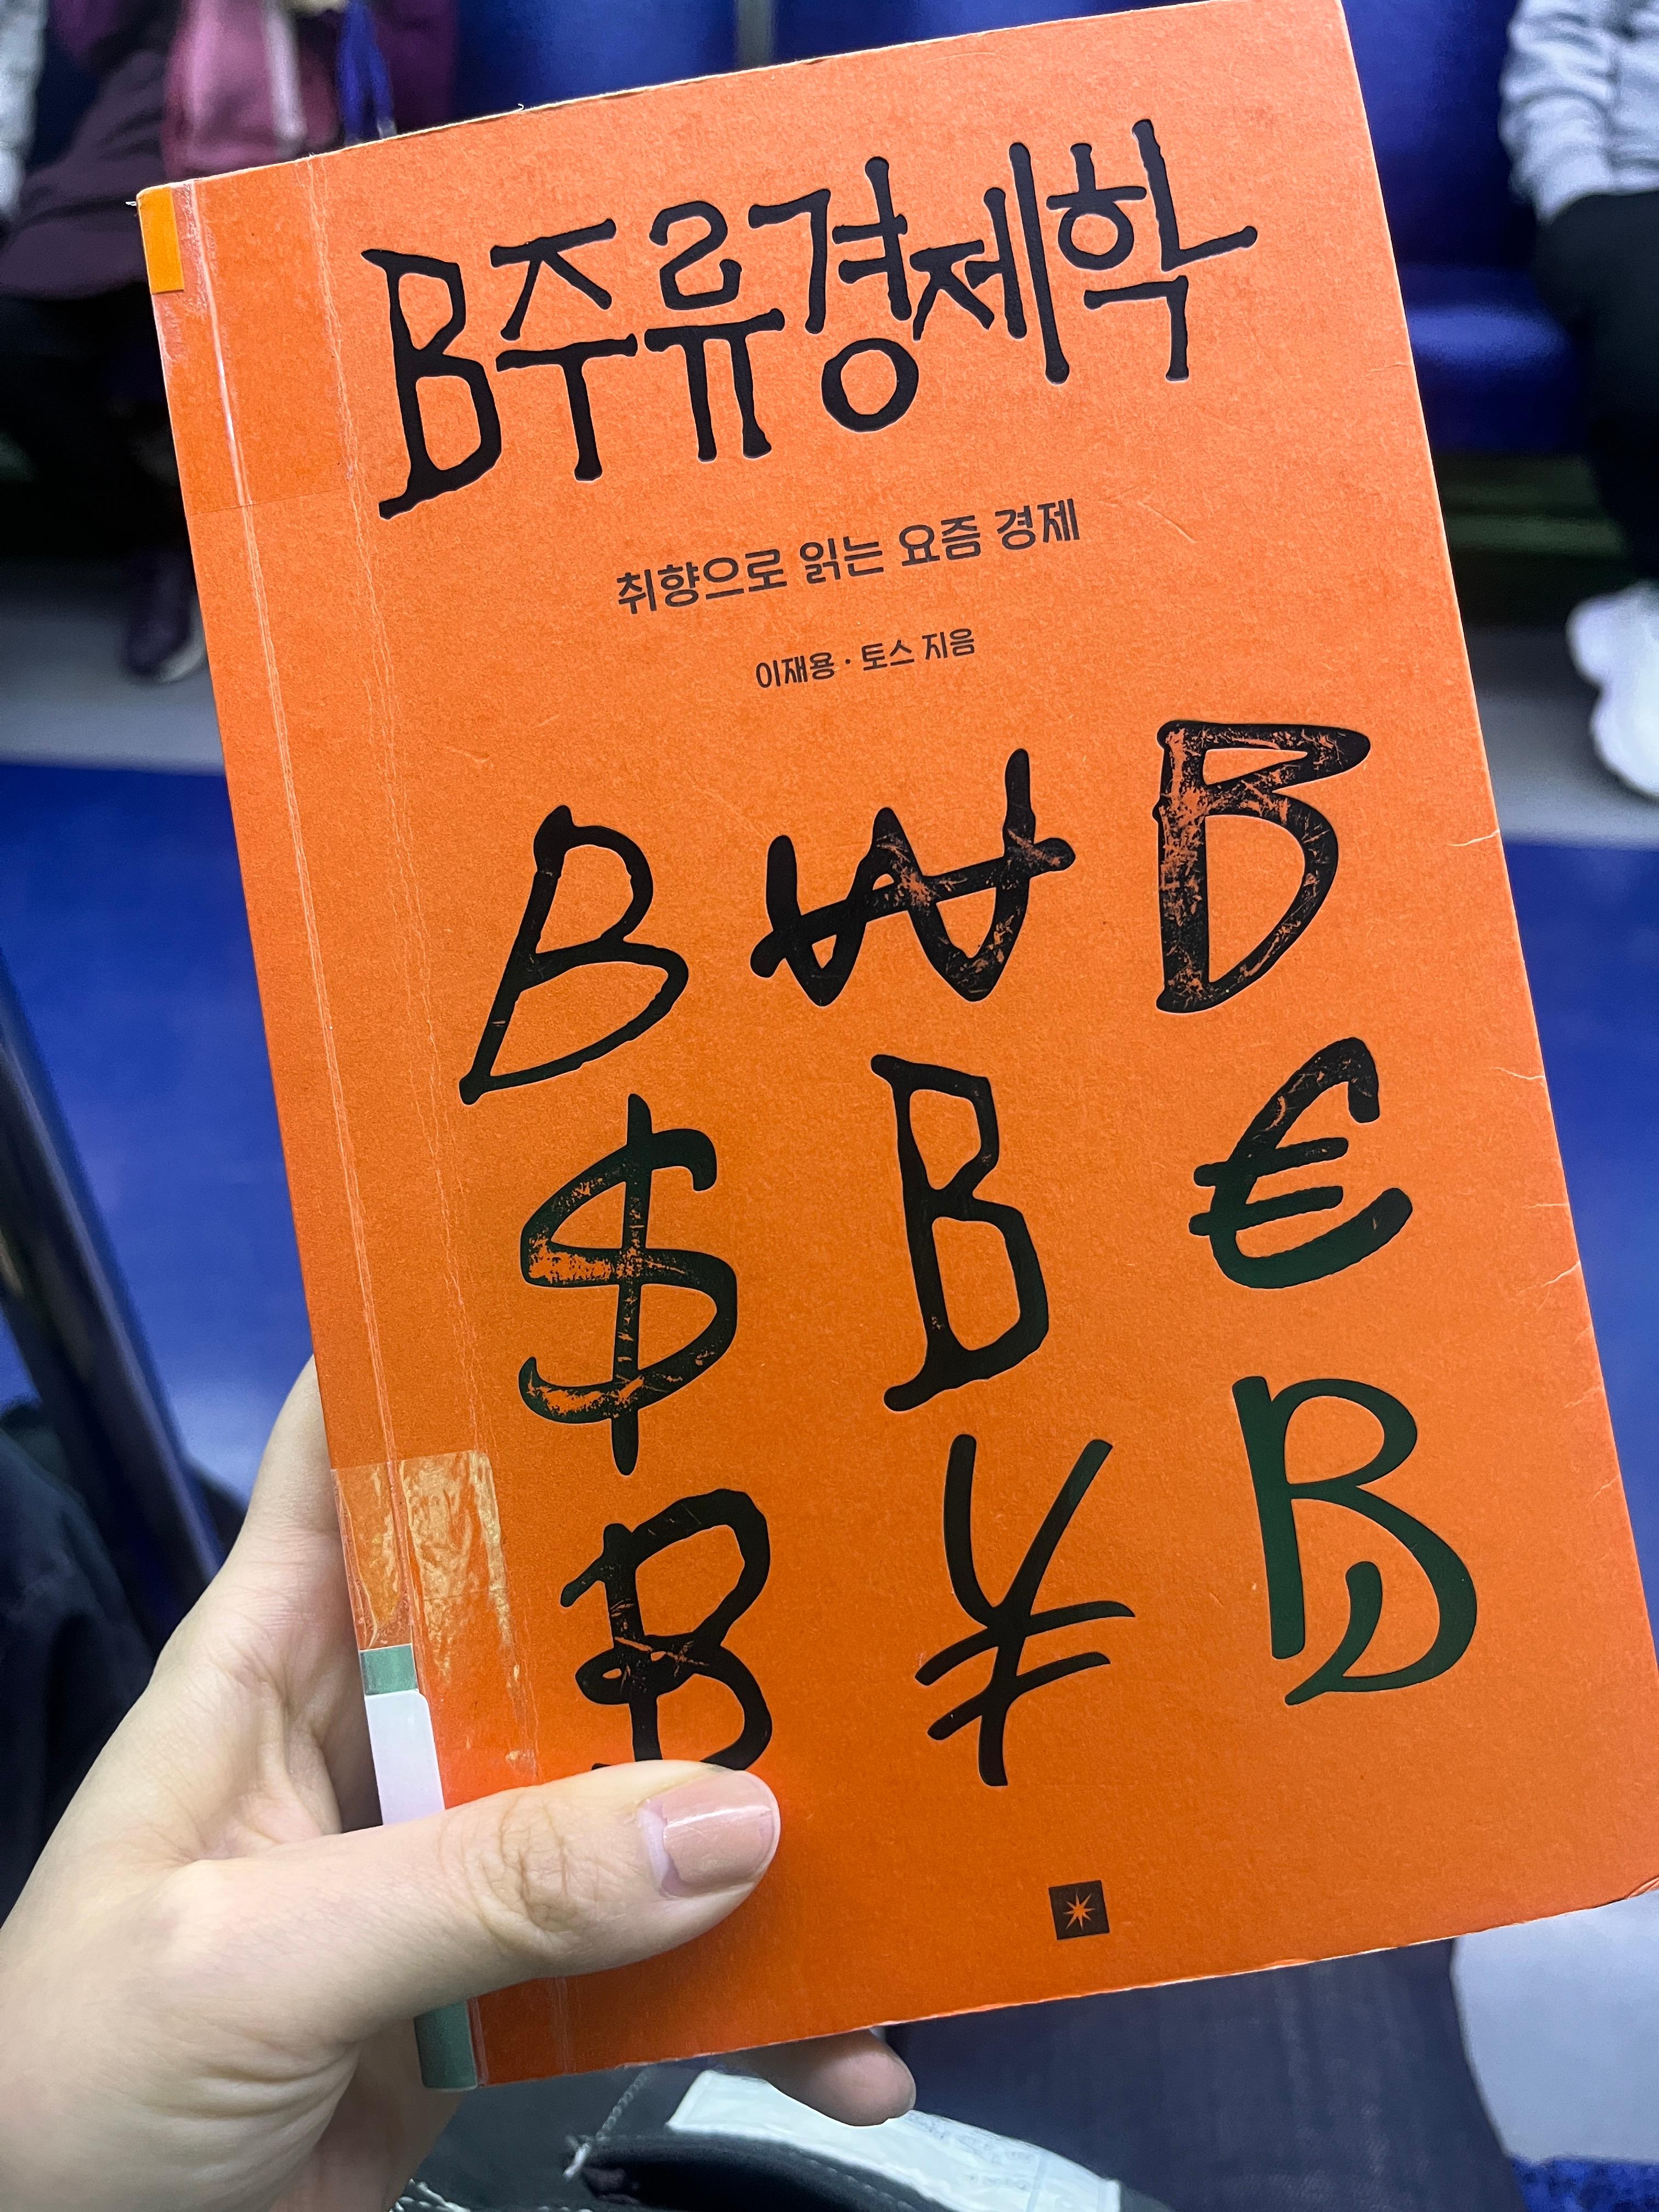 B주류경제학
취향으로 읽는 요즘 경제
이재용·토스 지음
B ₩ B
$ B €
B ¥ B